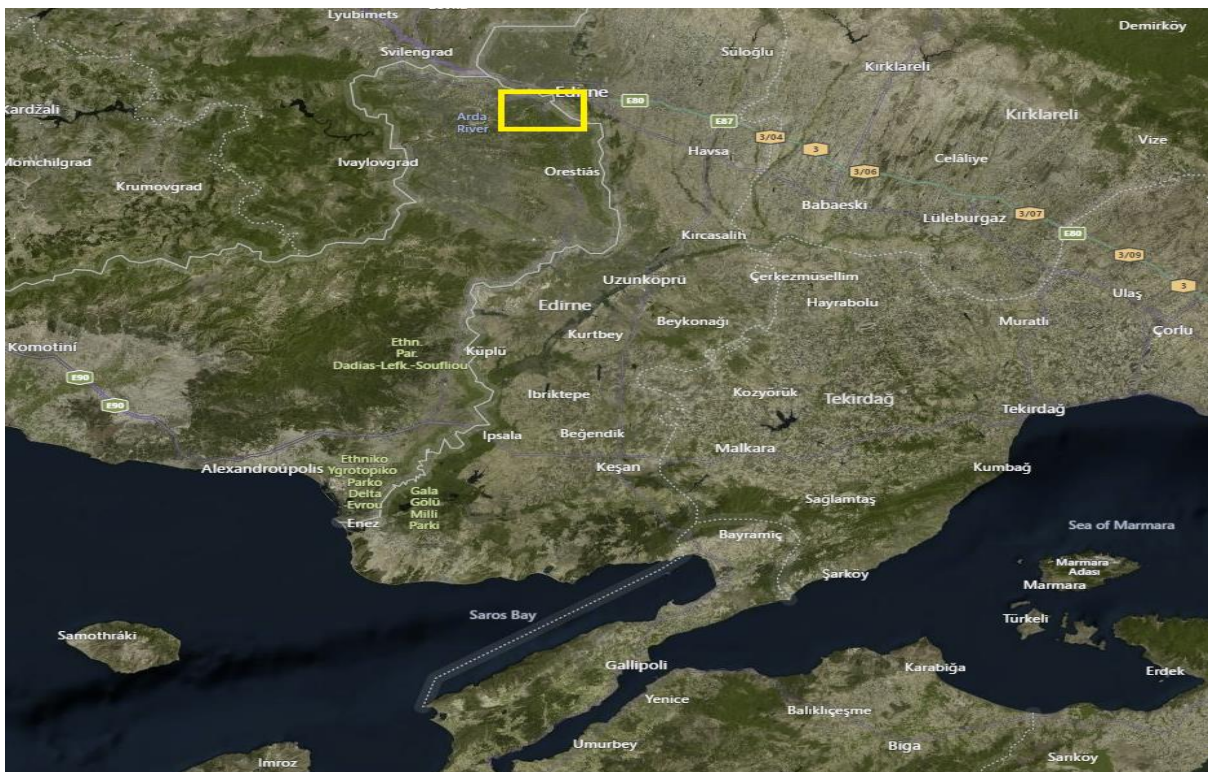 Lyubimets
Demirköy
Svilengrad
Süloğlu
Kırklareli
Edirne
E80
Kardžali
Arda
River
E87
Kırklareli
3/04
Vize
3
Havsa
Momchilgrad
Ivaylovgrad
Celâliye
Orestiás
3/06
Krumovgrad
Babaeski
Lüleburgaz
3/07
Kırcasalih
E80
3/09
Uzunköprü
Çerkezmüsellim
3
Ulaş
Edirne
Hayrabolu
Beykonağı
Muratlı
Çorlu
Kurtbey
Komotiní
Ethn.
Par.
Dadias-Lefk.-Soufliou
Küplü
E90
E90
Ibriktepe
Kozyörük
Tekirdağ
Tekirdağ
Ipsala
Beğendik
Malkara
Alexandroúpolis
Ethniko
Ygrotopiko
Parko
Delta
Evrou
Keşan
Kumbağ
Gala
Gölü
Milli
Parki
Sağlamtaş
Enez
Sea of Marmara
Bayramiç
Marmara
Adası
Şarköy
Marmara
Saros Bay
Türkeli
Samothráki
Gallipoli
Karabiğa
Erdek
Yenice
Balıklıçeşme
Umurbey
Biga
Sarıköy
Imroz